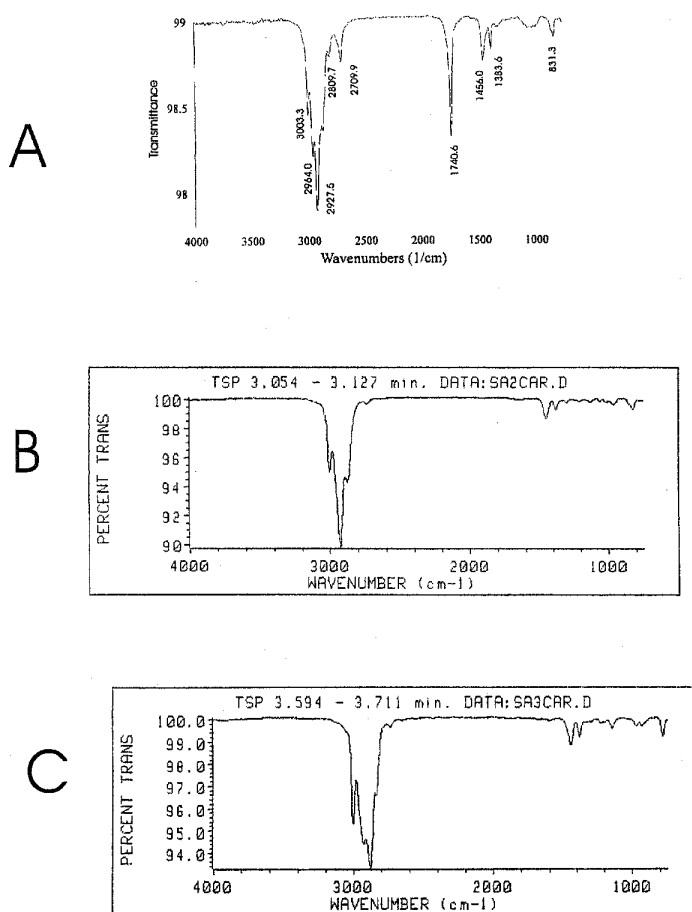 A
Transmittance
99
98.5
98
3003.3
2964.0
2927.5
2809.7
2709.9
1740.6
1456.0
1383.6
831.3
4000 3500 3000 2500 2000 1500 1000
Wavenumbers (1/cm)
B
TSP 3.054 - 3.127 min. DATA:SA2CAR.D
PERCENT TRANS
100
98
96
94
92
90
4000 3000 2000 1000
WAVENUMBER (cm-1)
C
TSP 3.594 - 3.711 min. DATA:SA3CAR.D
PERCENT TRANS
100.0
99.0
98.0
97.0
96.0
95.0
94.0
4000 3000 2000 1000
WAVENUMBER (cm-1)